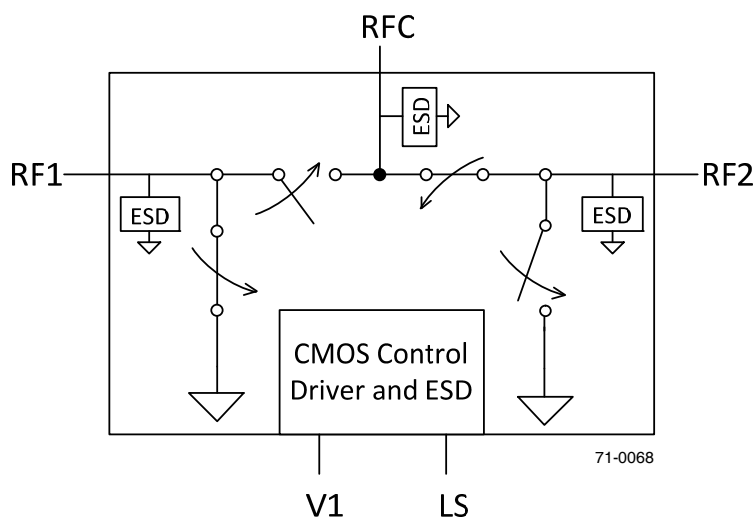 RFC
ESD
RF1
RF2
ESD
ESD
CMOS Control
Driver and ESD
71-0068
V1
LS